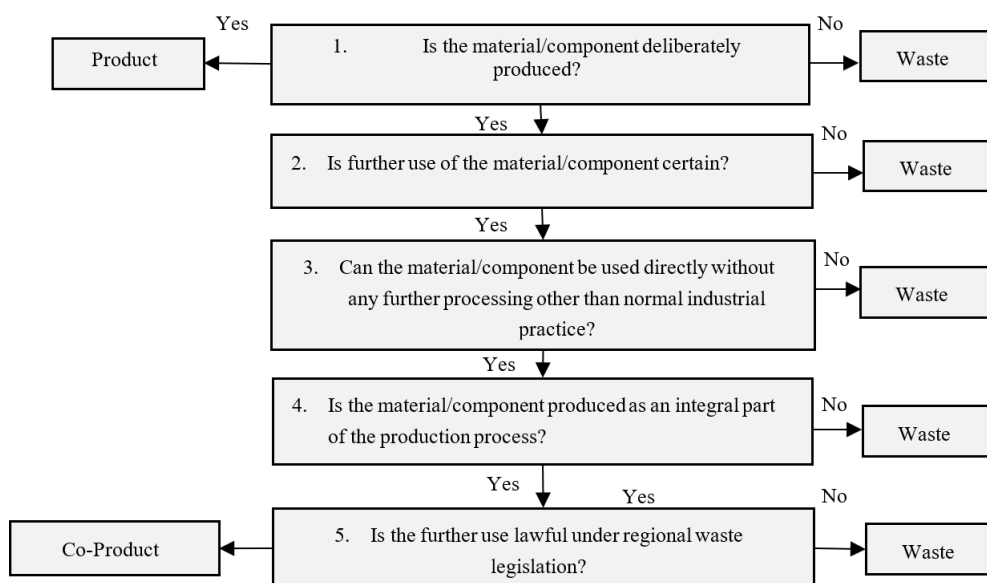 Yes
No
1. Is the material/component deliberately
produced?
Product
Waste
Yes
No
2. Is further use of the material/component certain?
Waste
Yes
No
3. Can the material/component be used directly without
any further processing other than normal industrial
practice?
Waste
Yes
No
4. Is the material/component produced as an integral part
of the production process?
Waste
Yes
Yes
No
5. Is the further use lawful under regional waste
legislation?
Co-Product
Waste